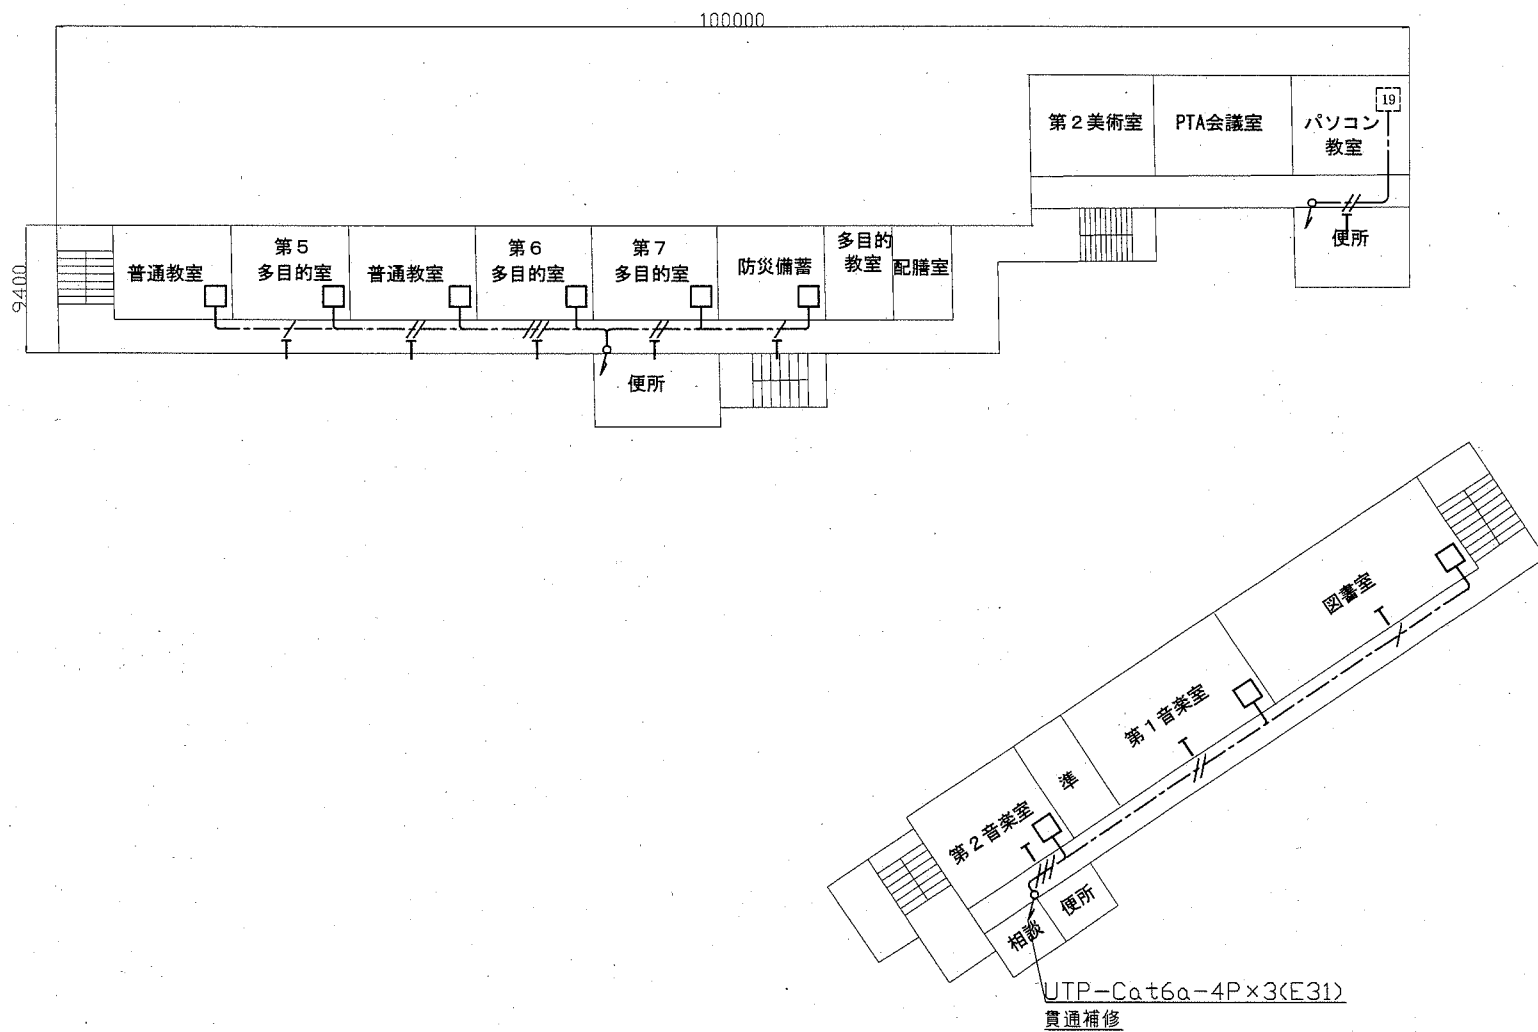 100000
第２美術室
PTA会議室
パソコン
教室
19
便所
9400
普通教室
第５
多目的室
普通教室
第６
多目的室
第７
多目的室
防災備蓄
多目的
教室
配膳室
便所
図書室
第１音楽室
準
第２音楽室
便所
相談
UTP-Cat6a-4P×3(E31)
貫通補修